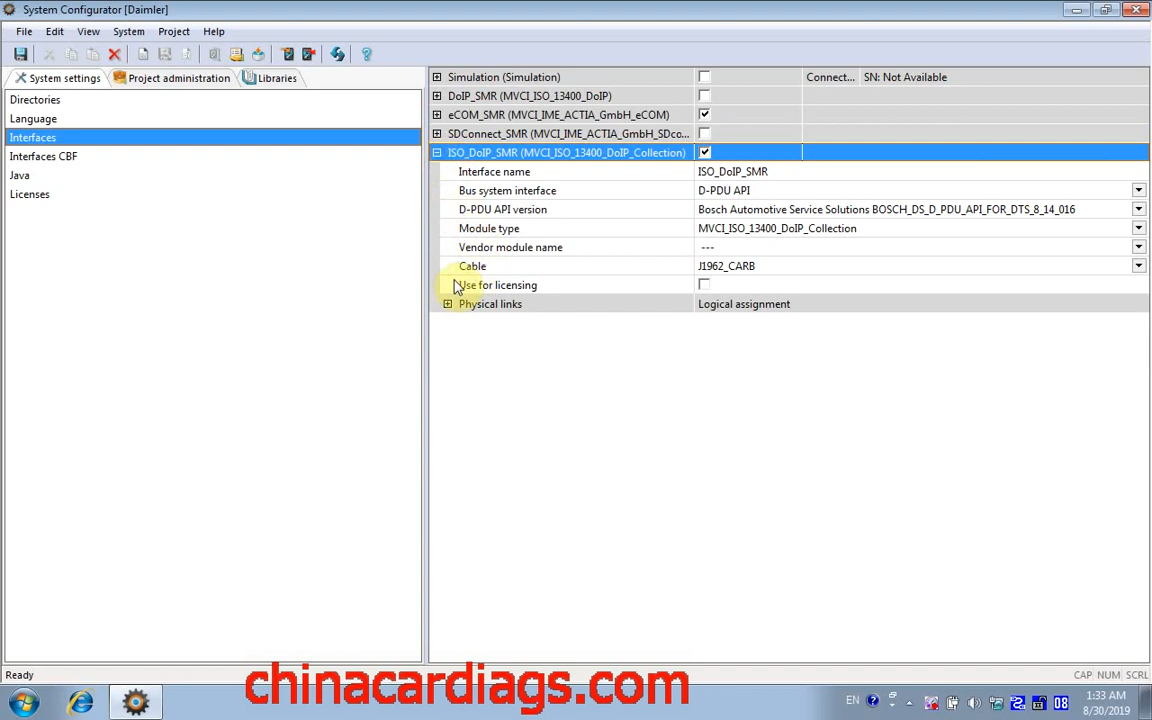 System Configurator [Daimler]
File Edit View System Project Help
System settings Project administration Libraries
Directories
Language
Interfaces
Interfaces CBF
Java
Licenses
Simulation (Simulation) Connect... SN: Not Available
DoIP_SMR (MVCI_ISO_13400_DoIP)
eCOM_SMR (MVCI_IME_ACTIA_GmbH_eCOM)
SDConnect_SMR (MVCI_IME_ACTIA_GmbH_SDco...
ISO_DoIP_SMR (MVCI_ISO_13400_DoIP_Collection)
Interface name ISO_DoIP_SMR
Bus system interface D-PDU API
D-PDU API version Bosch Automotive Service Solutions BOSCH_DS_D_PDU_API_FOR_DTS_8_14_016
Module type MVCI_ISO_13400_DoIP_Collection
Vendor module name ---
Cable J1962_CARB
Use for licensing
Physical links Logical assignment
Ready CAP NUM SCRL
chinacardiags.com
EN 08 1:33 AM
8/30/2019